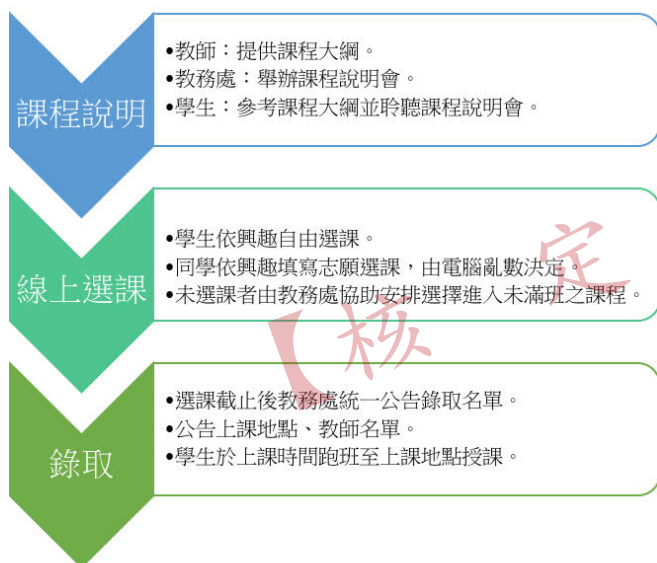 課程說明
•教師：提供課程大綱。
•教務處：舉辦課程說明會。
•學生：參考課程大綱並聆聽課程說明會。
線上選課
•學生依興趣自由選課。
•同學依興趣填寫志願選課，由電腦亂數決定。
•未選課者由教務處協助安排選擇進入未滿班之課程。
錄取
•選課截止後教務處統一公告錄取名單。
•公告上課地點、教師名單。
•學生於上課時間跑班至上課地點授課。
【核定